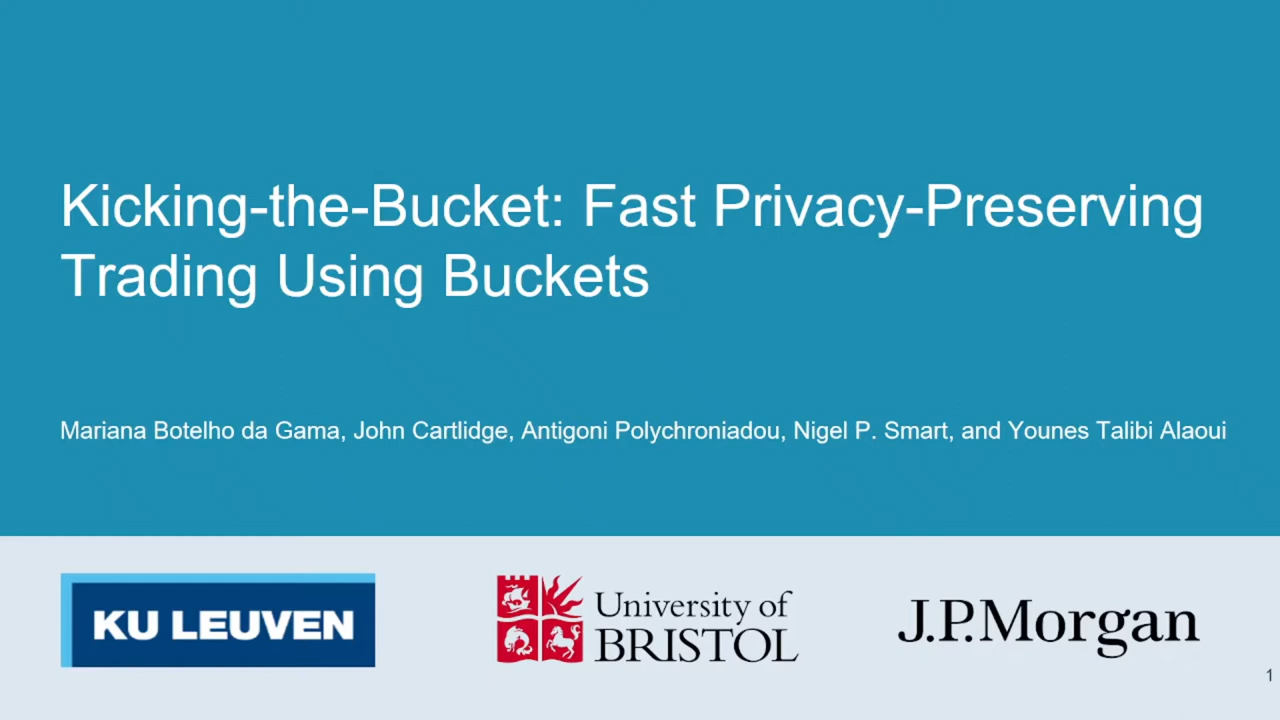 Kicking-the-Bucket: Fast Privacy-Preserving
Trading Using Buckets
Mariana Botelho da Gama, John Cartlidge, Antigoni Polychroniadou, Nigel P. Smart, and Younes Talibi Alaoui
KU LEUVEN
University of
BRISTOL
J.P.Morgan
1